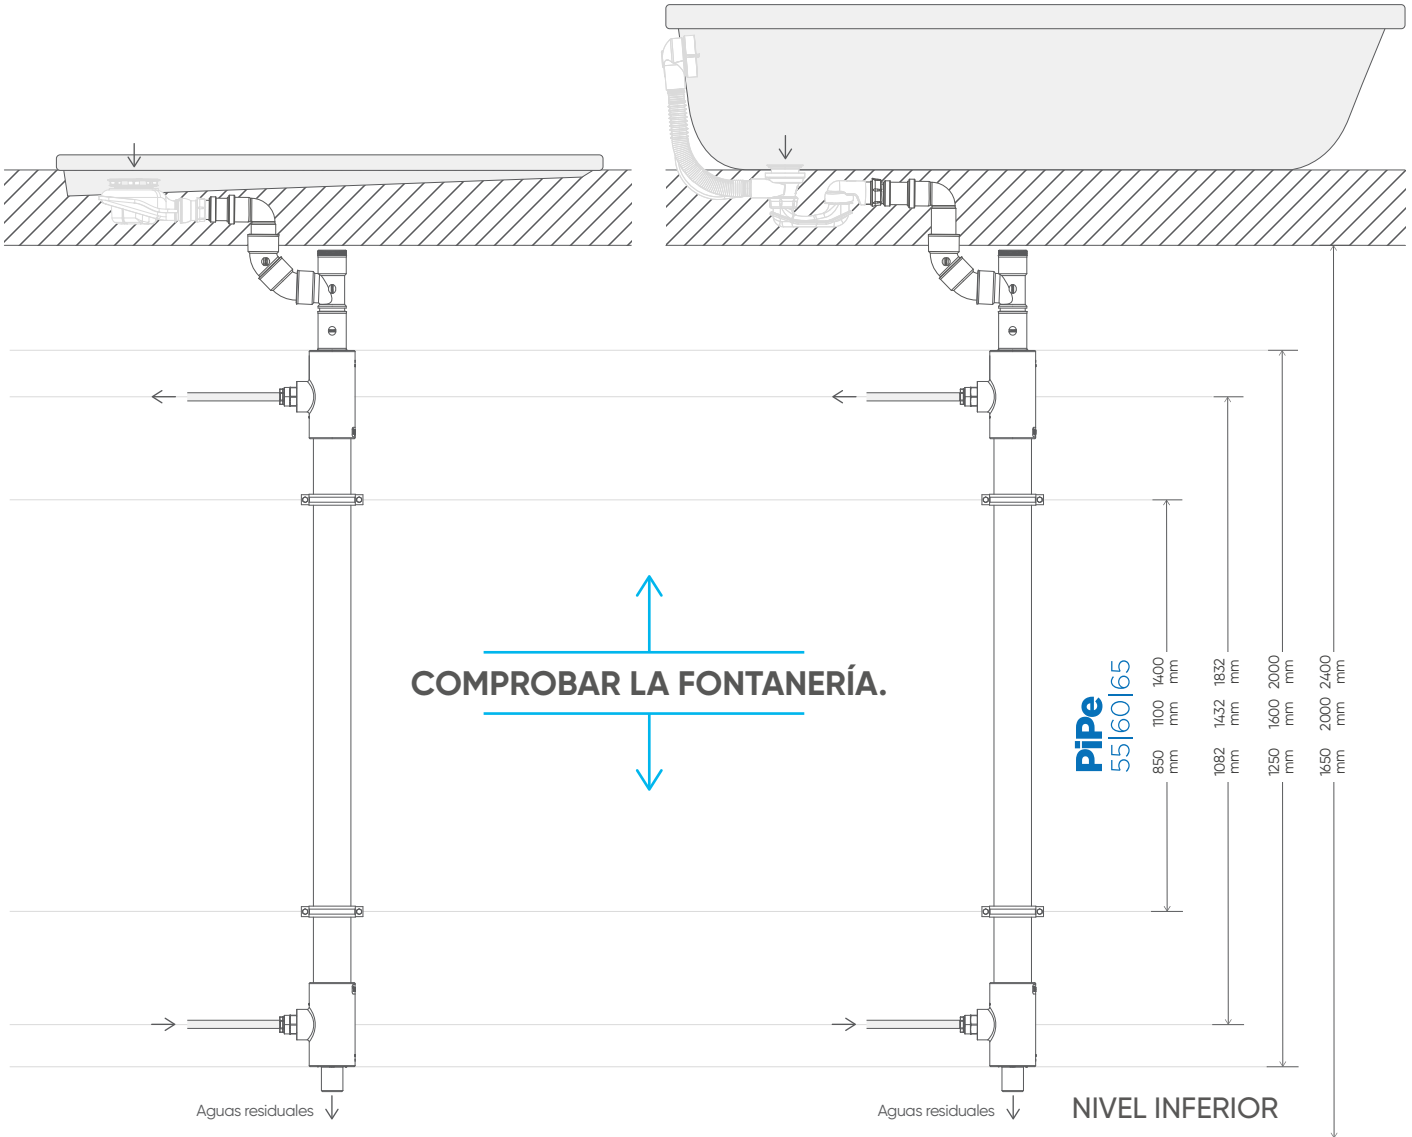 COMPROBAR LA FONTANERÍA.
PiPe
55|60|65
850 mm 1100 mm 1400 mm
1082 mm 1432 mm 1832 mm
1250 mm 1600 mm 2000 mm
1650 mm 2000 mm 2400 mm
Aguas residuales
Aguas residuales
NIVEL INFERIOR